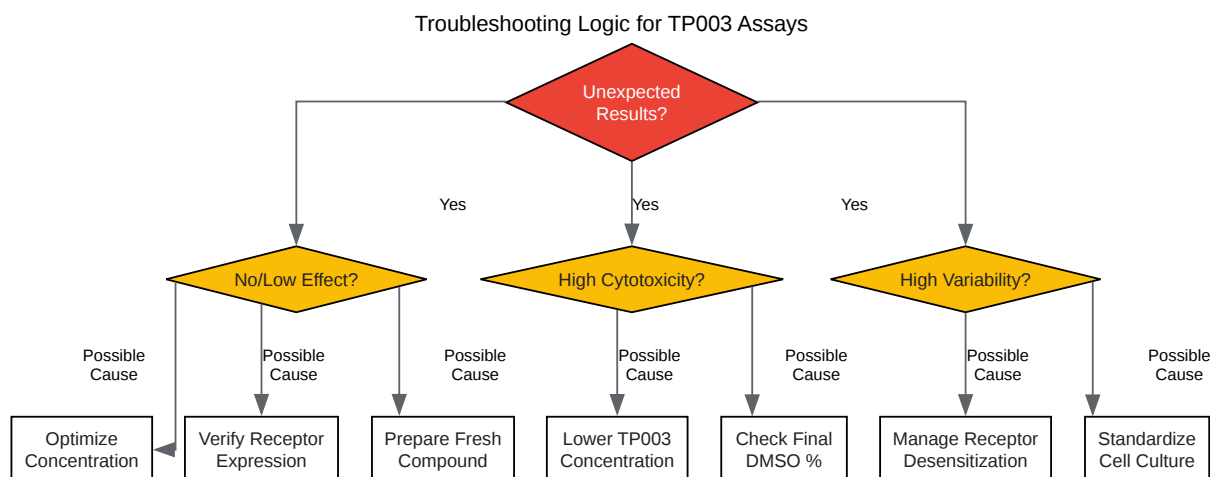 Troubleshooting Logic for TP003 Assays
Unexpected
Results?
Yes
Yes
Yes
No/Low Effect?
High Cytotoxicity?
High Variability?
Possible
Cause
Possible
Cause
Possible
Cause
Possible
Cause
Possible
Cause
Possible
Cause
Possible
Cause
Optimize
Concentration
Verify Receptor
Expression
Prepare Fresh
Compound
Lower TP003
Concentration
Check Final
DMSO %
Manage Receptor
Desensitization
Standardize
Cell Culture